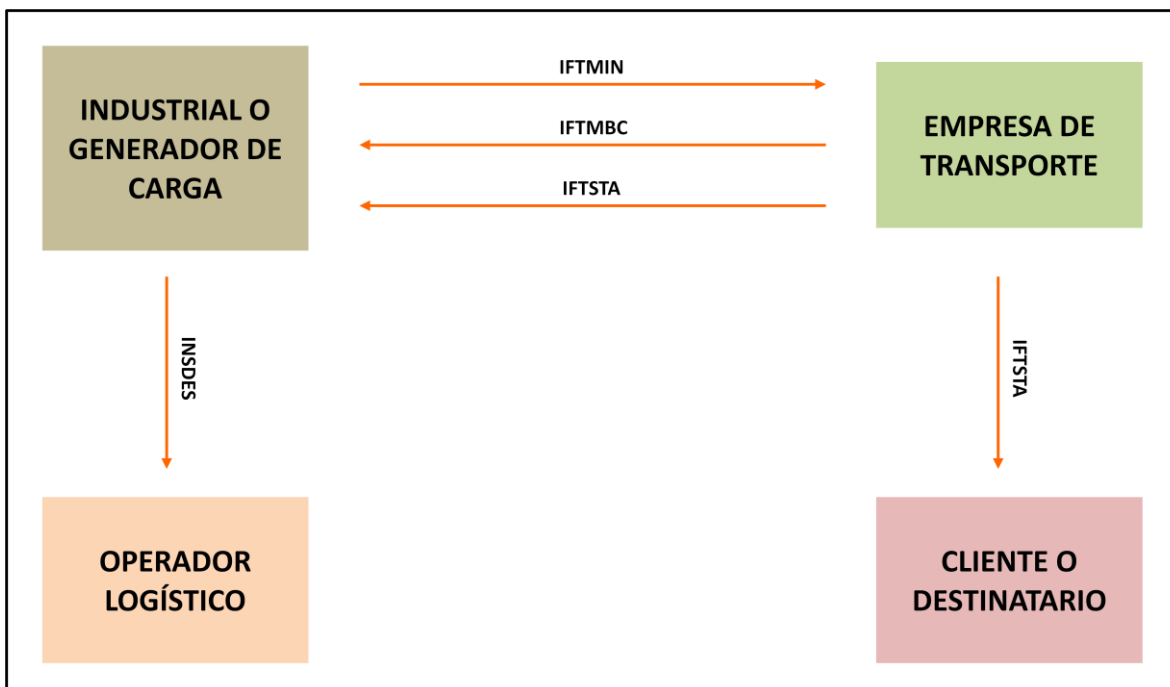 INDUSTRIAL O
GENERADOR DE
CARGA
IFTMIN
IFTMBC
IFTSTA
EMPRESA DE
TRANSPORTE
INSDES
IFTSTA
OPERADOR
LOGÍSTICO
CLIENTE O
DESTINATARIO